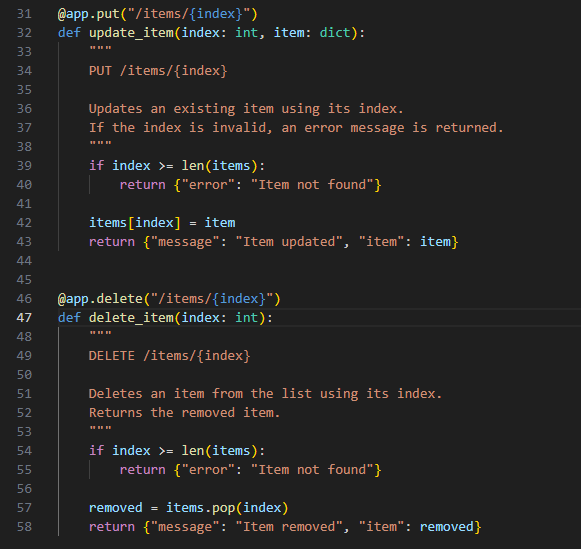 31 @app.put("/items/{index}")
32 def update_item(index: int, item: dict):
33     """
34     PUT /items/{index}
35
36     Updates an existing item using its index.
37     If the index is invalid, an error message is returned.
38     """
39     if index >= len(items):
40         return {"error": "Item not found"}
41
42     items[index] = item
43     return {"message": "Item updated", "item": item}
44
45
46 @app.delete("/items/{index}")
47 def delete_item(index: int):
48     """
49     DELETE /items/{index}
50
51     Deletes an item from the list using its index.
52     Returns the removed item.
53     """
54     if index >= len(items):
55         return {"error": "Item not found"}
56
57     removed = items.pop(index)
58     return {"message": "Item removed", "item": removed}